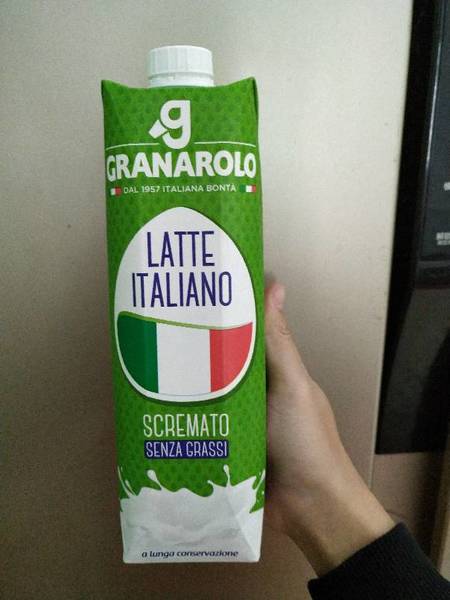 g
GRANAROLO
DAL 1957 ITALIANA BONTÀ
LATTE
ITALIANO
SCREMATO
SENZA GRASSI
a lunga conservazione